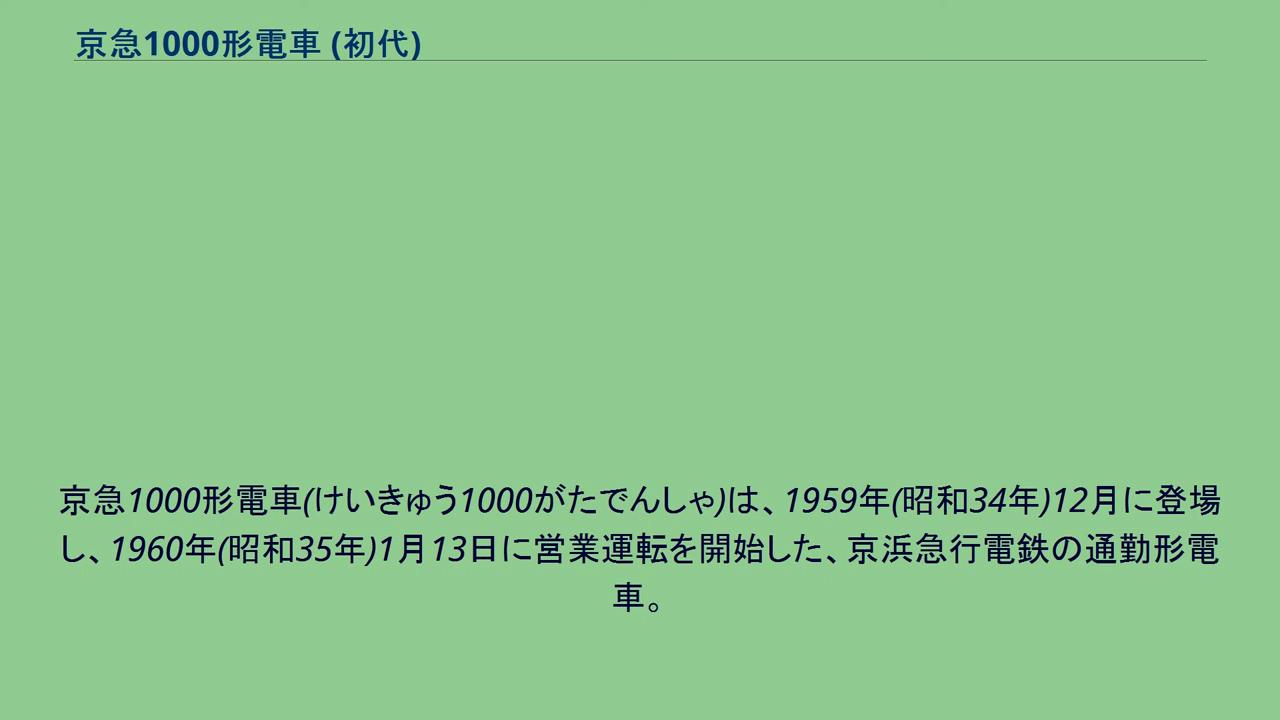 京急1000形電車 (初代)
京急1000形電車(けいきゅう1000がたでんしゃ)は、1959年(昭和34年)12月に登場
し、1960年(昭和35年)1月13日に営業運転を開始した、京浜急行電鉄の通勤形電
車。